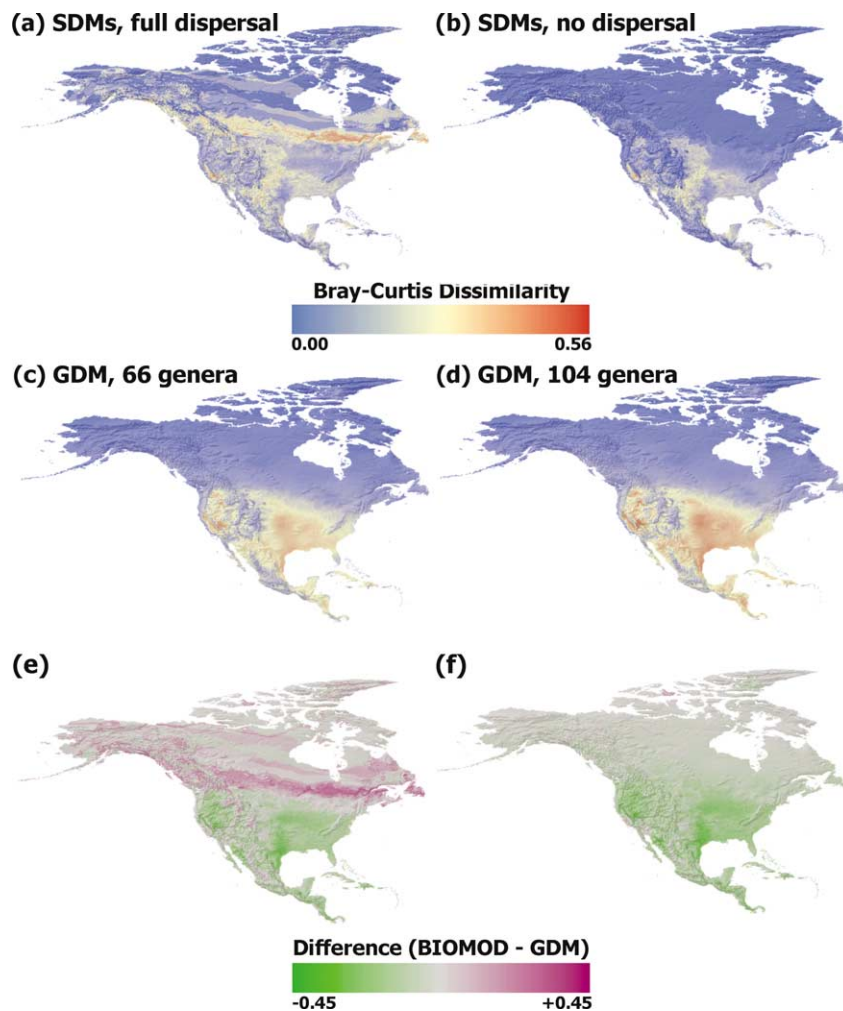 (a) SDMs, full dispersal
(b) SDMs, no dispersal
Bray-Curtis Dissimilarity
0.00
0.56
(c) GDM, 66 genera
(d) GDM, 104 genera
(e)
(f)
Difference (BIOMOD - GDM)
-0.45
+0.45